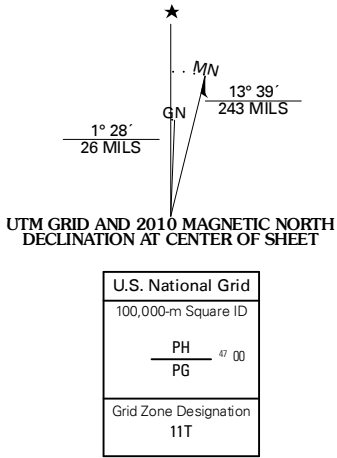 MN
GN
13° 39´
243 MILS
1° 28´
26 MILS
UTM GRID AND 2010 MAGNETIC NORTH
DECLINATION AT CENTER OF SHEET
U.S. National Grid
100,000-m Square ID
PH
47 00
PG
Grid Zone Designation
11T